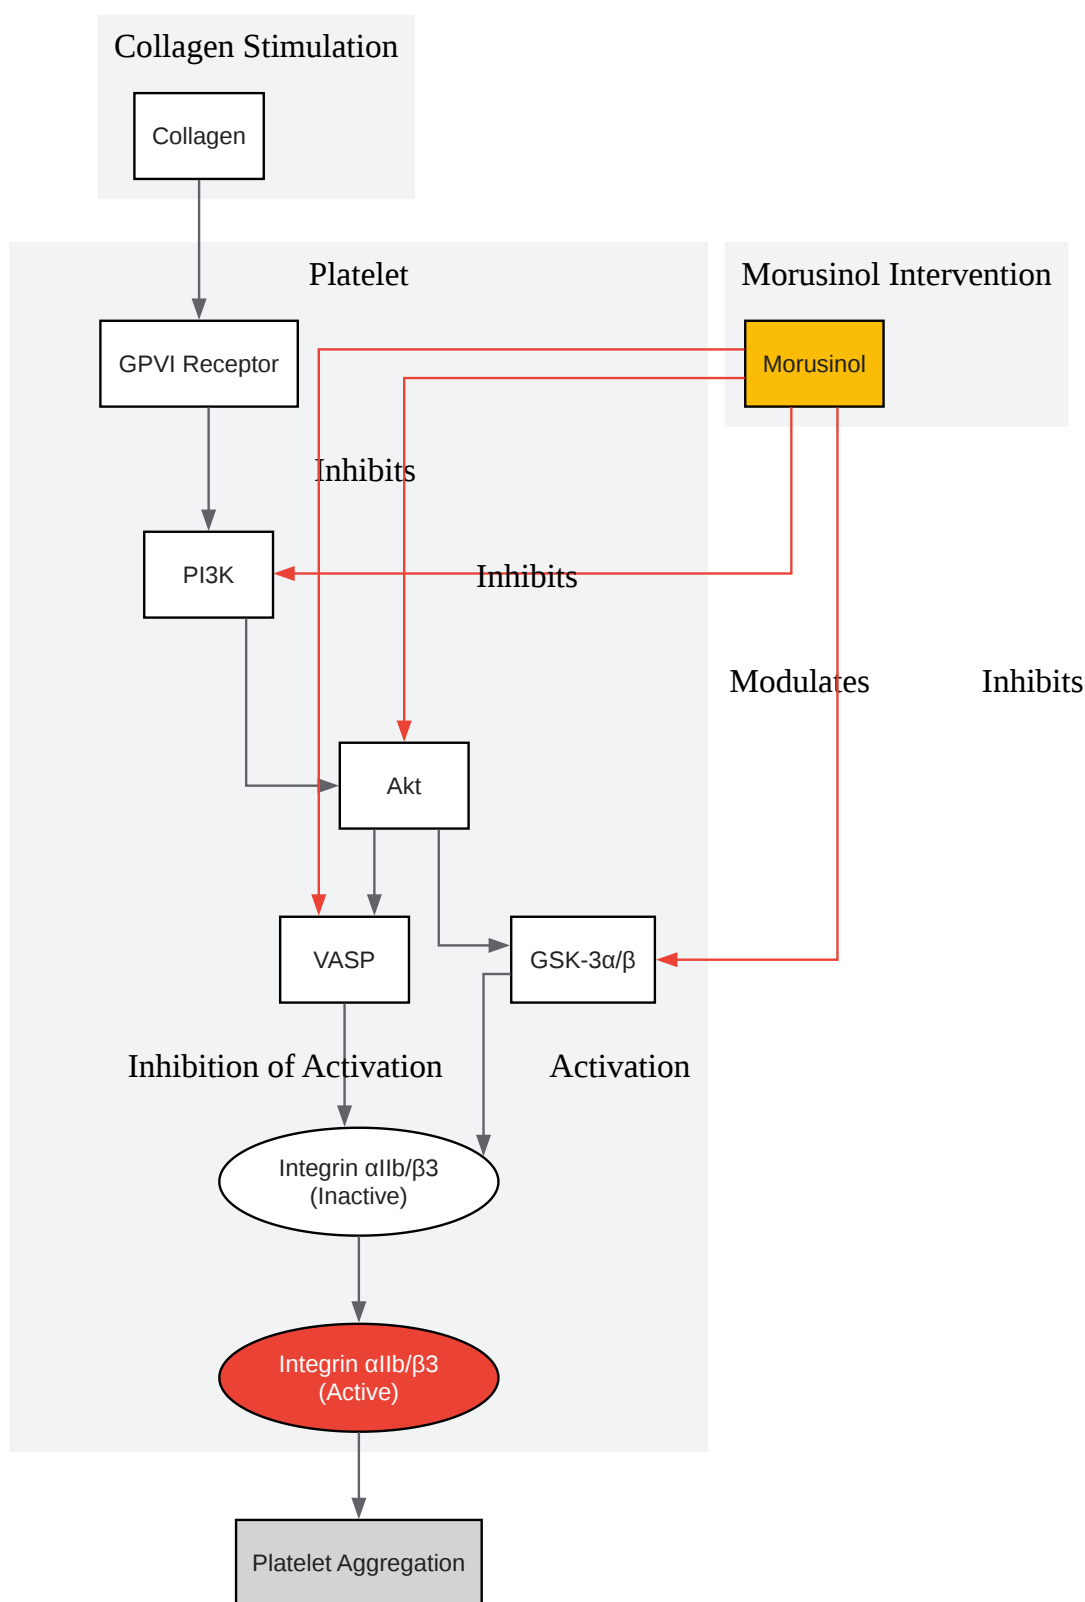 Collagen Stimulation
Collagen
Platelet
Morusinol Intervention
GPVI Receptor
Morusinol
Inhibits
PI3K
Inhibits
Modulates
Inhibits
Akt
VASP
GSK-3α/β
Inhibition of Activation
Activation
Integrin αIIb/β3
(Inactive)
Integrin αIIb/β3
(Active)
Platelet Aggregation